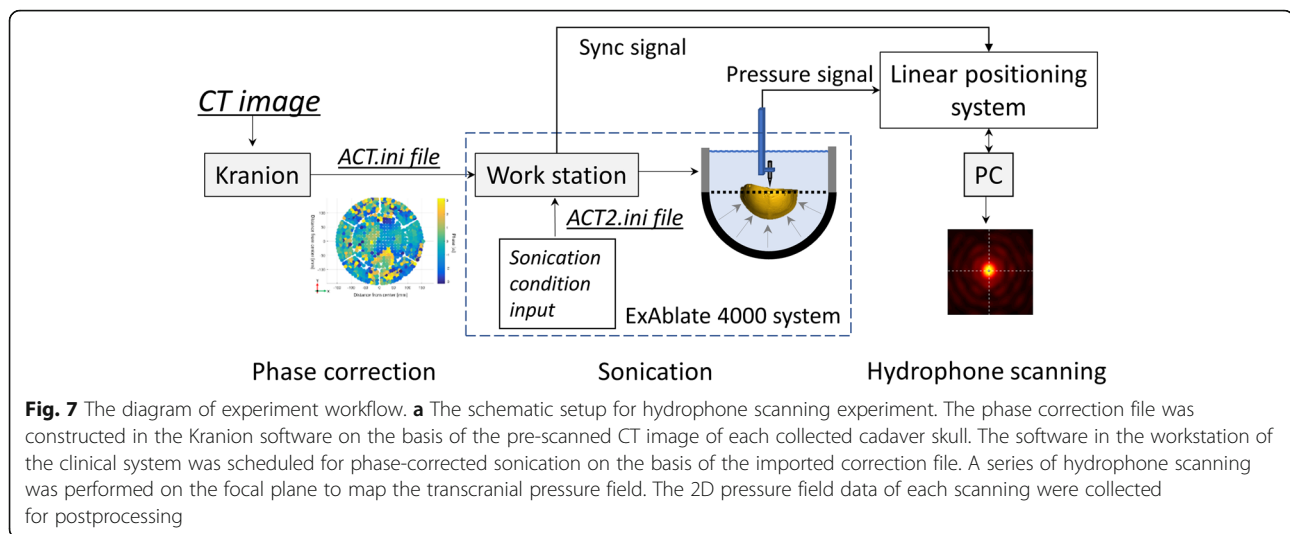 Sync signal
Pressure signal
Linear positioning
system
CT image
ACT.ini file
Kranion
Work station
PC
ACT2.ini file
Sonication
condition
input
ExAblate 4000 system
Phase correction
Sonication
Hydrophone scanning
Fig. 7 The diagram of experiment workflow. a The schematic setup for hydrophone scanning experiment. The phase correction file was
constructed in the Kranion software on the basis of the pre-scanned CT image of each collected cadaver skull. The software in the workstation of
the clinical system was scheduled for phase-corrected sonication on the basis of the imported correction file. A series of hydrophone scanning
was performed on the focal plane to map the transcranial pressure field. The 2D pressure field data of each scanning were collected
for postprocessing